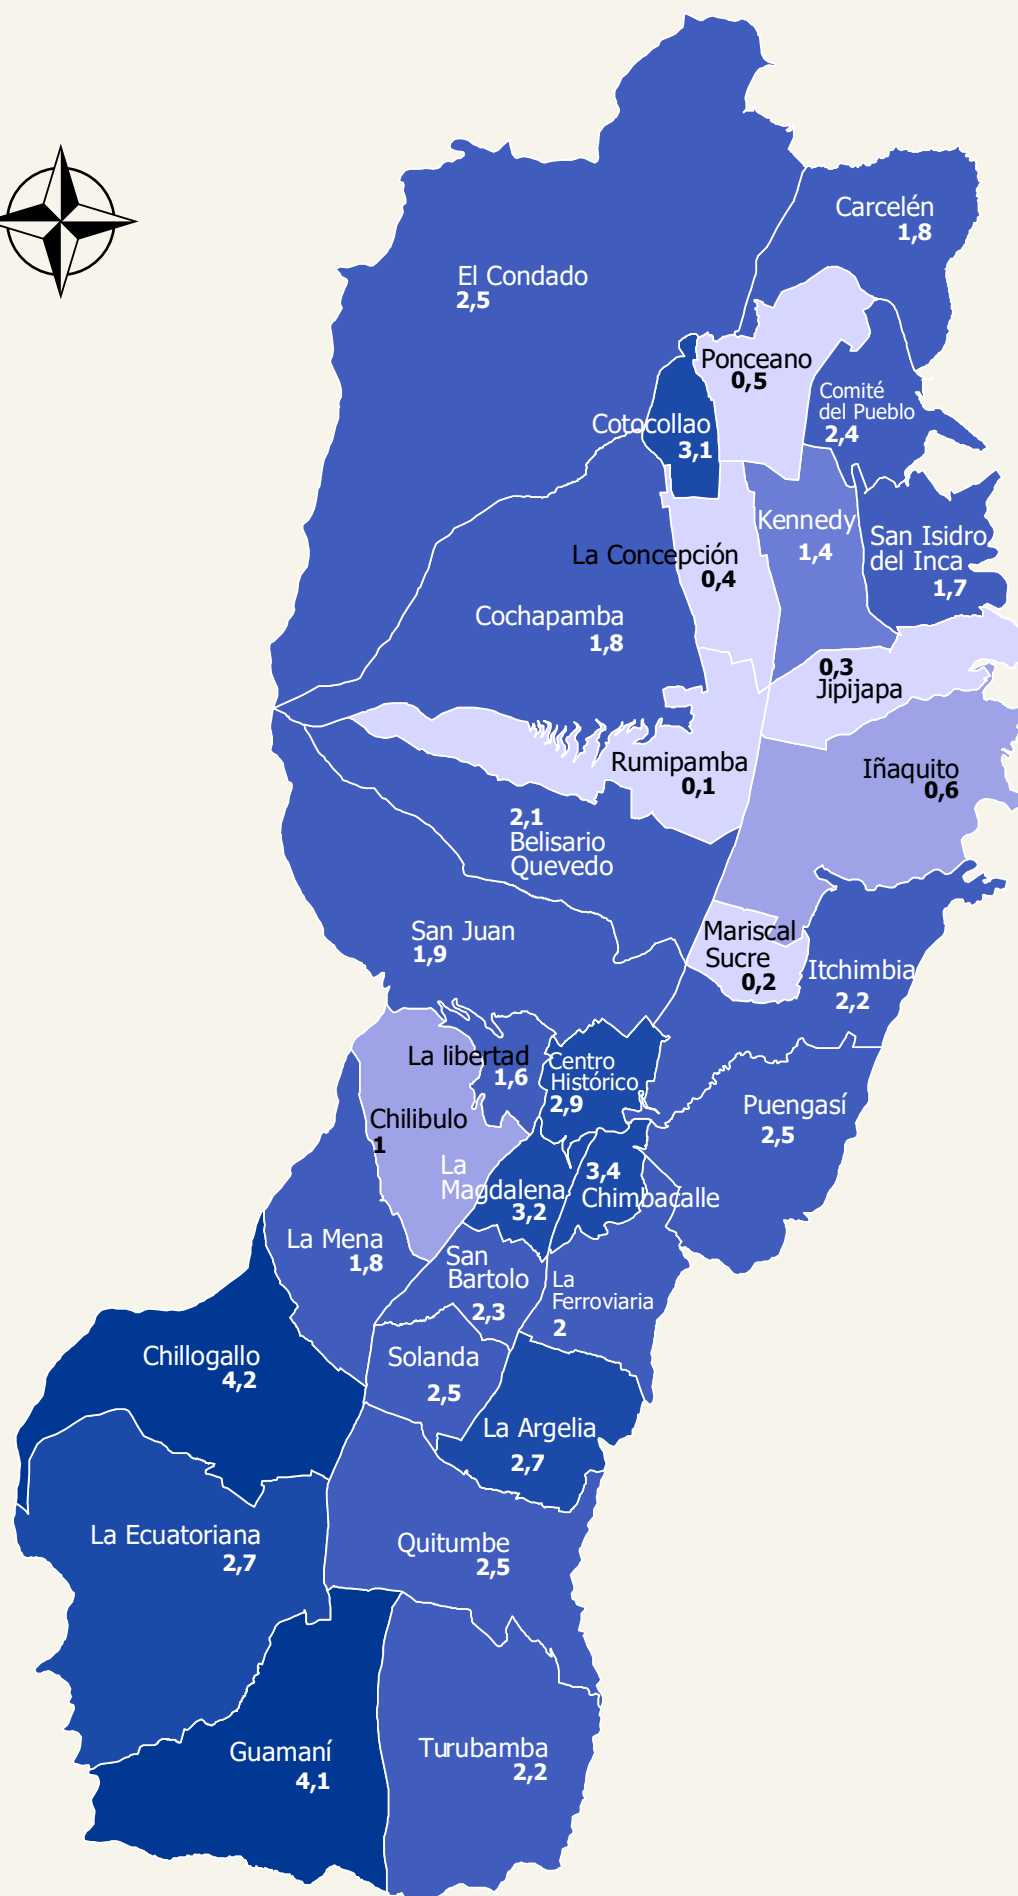 Carcelén
1,8
El Condado
2,5
Ponceano
0,5
Comité
del Pueblo
2,4
Cotocollao
3,1
Kennedy
1,4
San Isidro
del Inca
1,7
La Concepción
0,4
Cochapamba
1,8
0,3
Jipijapa
Rumipamba
0,1
Iñaquito
0,6
2,1
Belisario
Quevedo
San Juan
1,9
Mariscal
Sucre
0,2
Itchimbia
2,2
La libertad
1,6
Centro
Histórico
2,9
Puengasí
2,5
Chilibulo
1
La
Magdalena
3,2
3,4
Chimbacalle
La Mena
1,8
San
Bartolo
2,3
La
Ferroviaria
2
Chillogallo
4,2
Solanda
2,5
La Argelia
2,7
La Ecuatoriana
2,7
Quitumbe
2,5
Guamaní
4,1
Turubamba
2,2